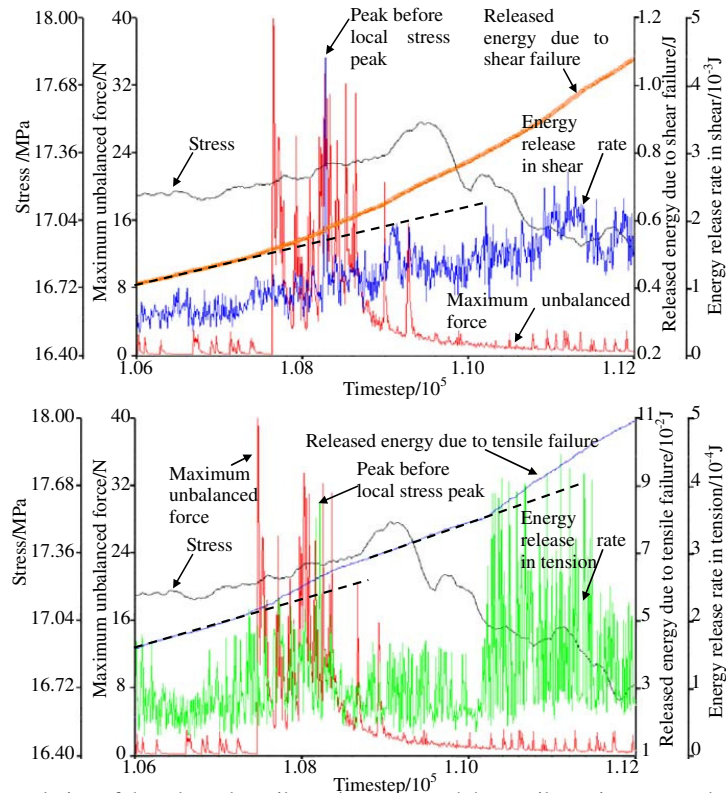 18.00
17.68
17.36
17.04
16.72
16.40
Stress /MPa
40
32
24
16
8
0
Maximum unbalanced force/N
Peak before
local stress
peak
Released
energy due to
shear failure
Stress
Energy
release rate
in shear
Maximum unbalanced
force
1.2
1.0
0.8
0.6
0.4
0.2
Released energy due to shear failure/J
5
4
3
2
1
0
Energy release rate in shear/10⁻³J
1.06
1.08
1.10
1.12
Timestep/10⁵
18.00
17.68
17.36
17.04
16.72
16.40
Stress/MPa
40
32
24
16
8
0
Maximum unbalanced force/N
Released energy due to tensile failure
Maximum
unbalanced
force
Peak before
local stress peak
Stress
Energy
release rate
in tension
11
9
7
5
3
1
Released energy due to tensile failure/10⁻²J
5
4
3
2
1
0
Energy release rate in tension/10⁻⁴J
1.06
1.08
1.10
1.12
Timestep/10⁵